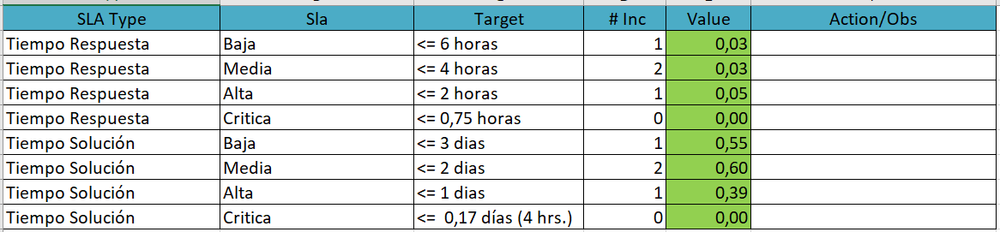 SLA Type Sla Target # Inc Value Action/Obs
Tiempo Respuesta Baja <= 6 horas 1 0,03
Tiempo Respuesta Media <= 4 horas 2 0,03
Tiempo Respuesta Alta <= 2 horas 1 0,05
Tiempo Respuesta Critica <= 0,75 horas 0 0,00
Tiempo Solución Baja <= 3 dias 1 0,55
Tiempo Solución Media <= 2 dias 2 0,60
Tiempo Solución Alta <= 1 dias 1 0,39
Tiempo Solución Critica <=  0,17 días (4 hrs.) 0 0,00